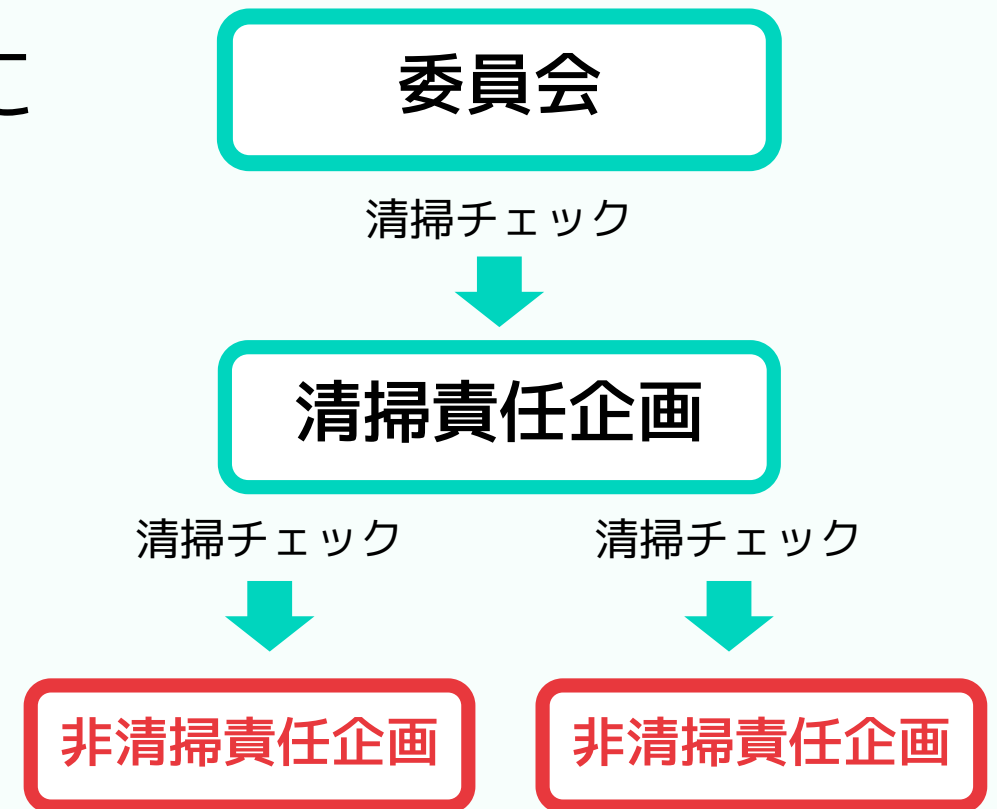 に
委員会
清掃チェック
清掃責任企画
清掃チェック 清掃チェック
非清掃責任企画 非清掃責任企画